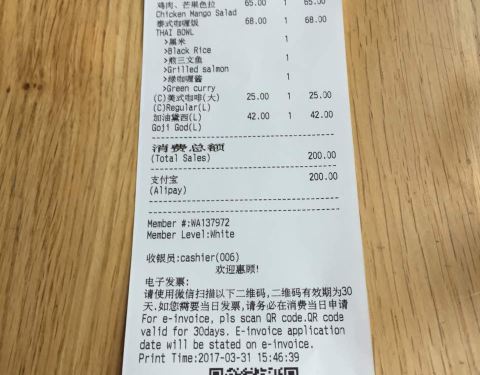 鸡肉、芒果色拉 65.00 1 65.00
Chicken Mango Salad
泰式咖喱饭 68.00 1 68.00
THAI BOWL
>黑米 1
>Black Rice
>煎三文鱼 1
>Grilled salmon
>绿咖喱酱 1
>Green curry
(C)美式咖啡(大) 25.00 1 25.00
(C)Regular(L)
加油黛西(L) 42.00 1 42.00
Goji God(L)
消费总额
(Total Sales) 200.00
支付宝 200.00
(Alipay)
Member #:WA137972
Member Level:White
收银员:cashier(006)
欢迎惠顾!
电子发票:
请使用微信扫描以下二维码,二维码有效期为30
天.如您需要当日发票,请务必在消费当日申请
For e-invoice, pls scan QR code.QR code
valid for 30days. E-invoice application
date will be stated on e-invoice.
Print Time:2017-03-31 15:46:39